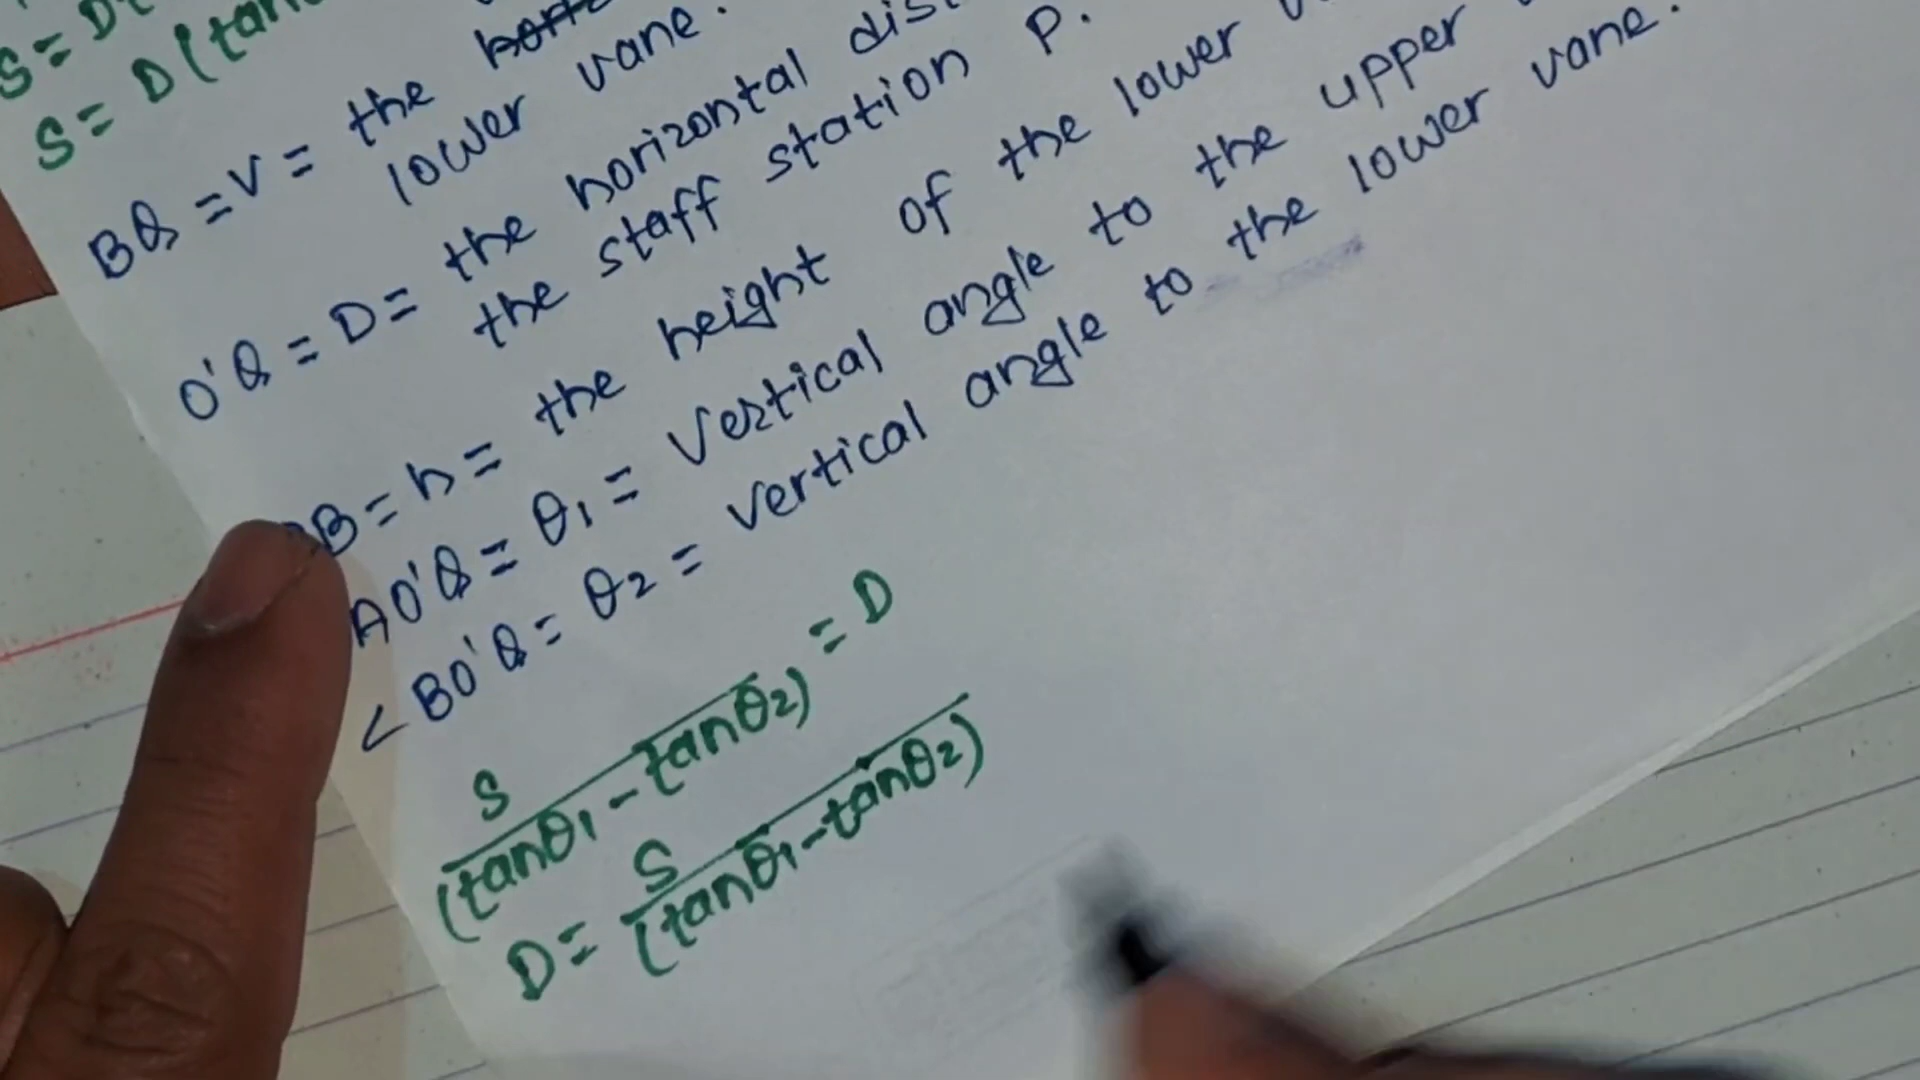 S = D
S = D(tan
BQ = V = the
lower vane.
O'Q = D = the horizontal
the staff station P.
B = h = the height of the lower
AO'Q = θ1 = Vertical angle to the upper
∠BO'Q = θ2 = vertical angle to the lower vane.
S/(tanθ1 - tanθ2) = D
D = S/(tanθ1 - tanθ2)